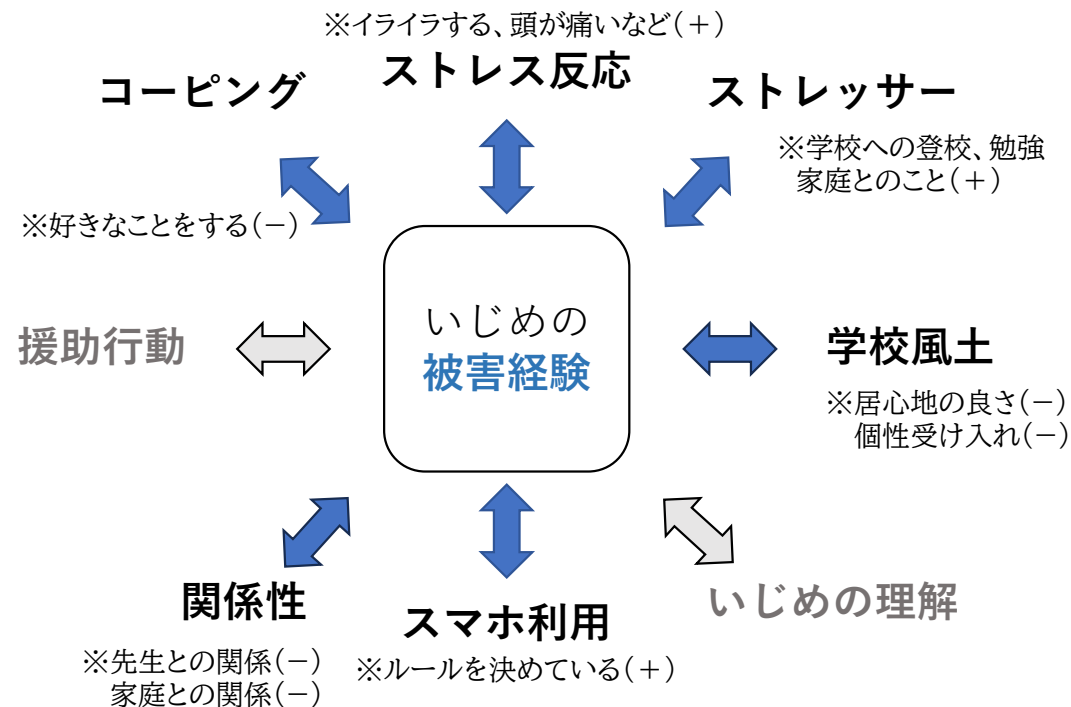 ※イライラする、頭が痛いなど(＋)
ストレス反応
コーピング
ストレッサー
※学校への登校、勉強
家庭とのこと(＋)
※好きなことをする(－)
いじめの
被害経験
援助行動
学校風土
※居心地の良さ(－)
個性受け入れ(－)
関係性
※先生との関係(－)
家庭との関係(－)
スマホ利用
※ルールを決めている(＋)
いじめの理解